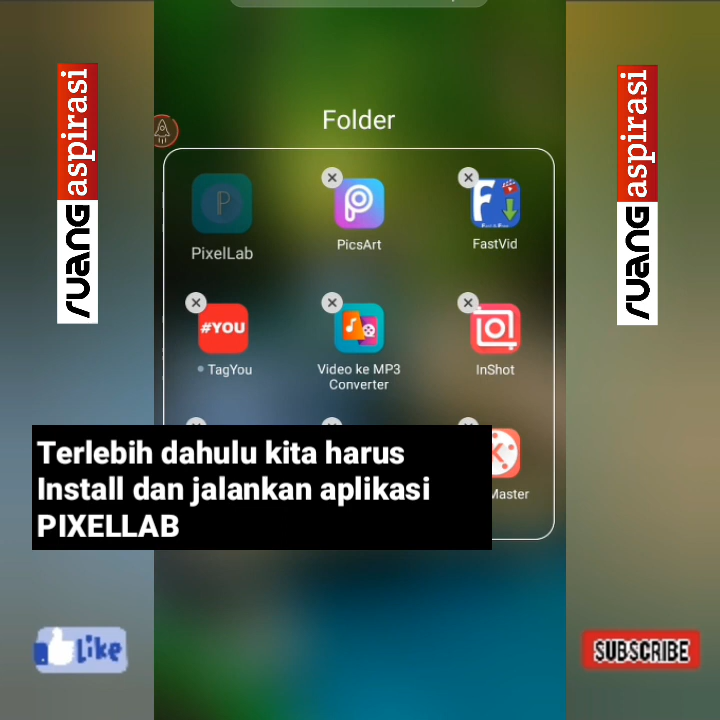 Folder
RUANG aspirasi
RUANG aspirasi
PixelLab
PicsArt
FastVid
#YOU
TagYou
Video ke MP3
Converter
InShot
Master
Terlebih dahulu kita harus
Install dan jalankan aplikasi
PIXELLAB
Like
SUBSCRIBE